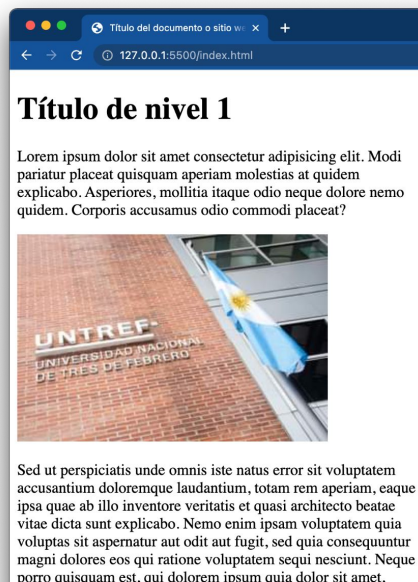 Título del documento o sitio we
127.0.0.1:5500/index.html
Título de nivel 1
Lorem ipsum dolor sit amet consectetur adipisicing elit. Modi
pariatur placeat quisquam aperiam molestias at quidem
explicabo. Asperiores, mollitia itaque odio neque dolore nemo
quidem. Corporis accusamus odio commodi placeat?
UNTREF
UNIVERSIDAD NACIONAL
DE TRES DE FEBRERO
Sed ut perspiciatis unde omnis iste natus error sit voluptatem
accusantium doloremque laudantium, totam rem aperiam, eaque
ipsa quae ab illo inventore veritatis et quasi architecto beatae
vitae dicta sunt explicabo. Nemo enim ipsam voluptatem quia
voluptas sit aspernatur aut odit aut fugit, sed quia consequuntur
magni dolores eos qui ratione voluptatem sequi nesciunt. Neque
porro quisquam est, qui dolorem ipsum quia dolor sit amet,